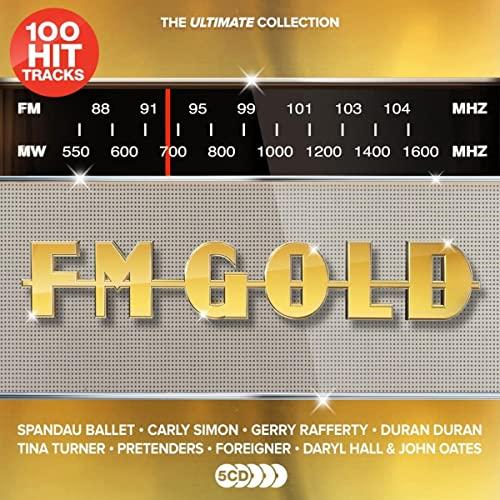 THE ULTIMATE COLLECTION
100
HIT
TRACKS
FM 88 91 95 99 101 103 104 MHZ
MW 550 600 700 800 1000 1200 1400 1600 MHZ
FM GOLD
SPANDAU BALLET • CARLY SIMON • GERRY RAFFERTY • DURAN DURAN
TINA TURNER • PRETENDERS • FOREIGNER • DARYL HALL & JOHN OATES
5CD